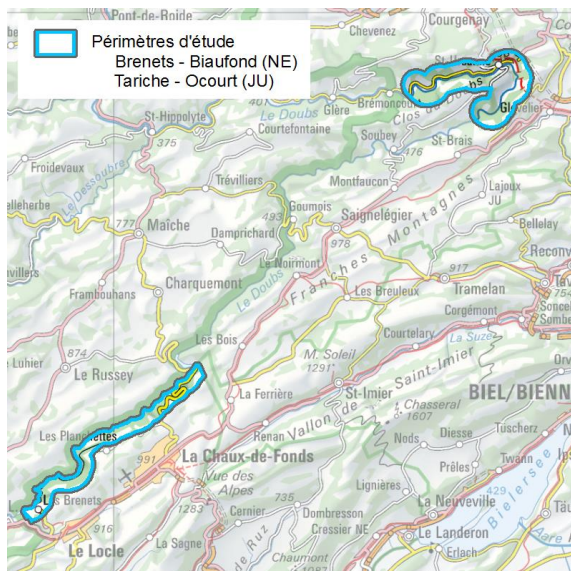 Périmètres d'étude
Brenets - Biaufond (NE)
Tariche - Ocourt (JU)
Pont-de-Roide
Courgenay
Chevenez
Brémoncourt
Glère
Le Doubs
Clos du Doubs
St-Hippolyte
Courtefontaine
Soubey
476
St-Brais
375
Froidevaux
Trévilliers
Montfaucon
Lajoux
JU
Le Dessoubre
Goumois
493
Saignelégier
978
Bellelay
777
Maîche
Damprichard
Franches Montagnes
Le Noirmont
Le Doubs
917
Tramelan
754
Charquemont
Frambouhans
Les Breuleux
Corgémont
Courtelary
La Suze
Les Bois
M. Soleil
1291
Luhier
874
Le Russey
St-Imier
Vallon de Saint-Imier
BIEL/BIENN
La Ferrière
Chasseral
1607
Renan
Nods
Diesse
Tüscherz
Les Planchettes
991
La Chaux-de-Fonds
Vue des
Alpes
Prêles
Twann
Lignières
Bielersee
429
Les Brenets
735
Dombresson
La Neuveville
1283
Cernier
Cressier NE
Le Landeron
916
Le Locle
La Sagne
de Ruz
Chaumont
Erlach
Aare